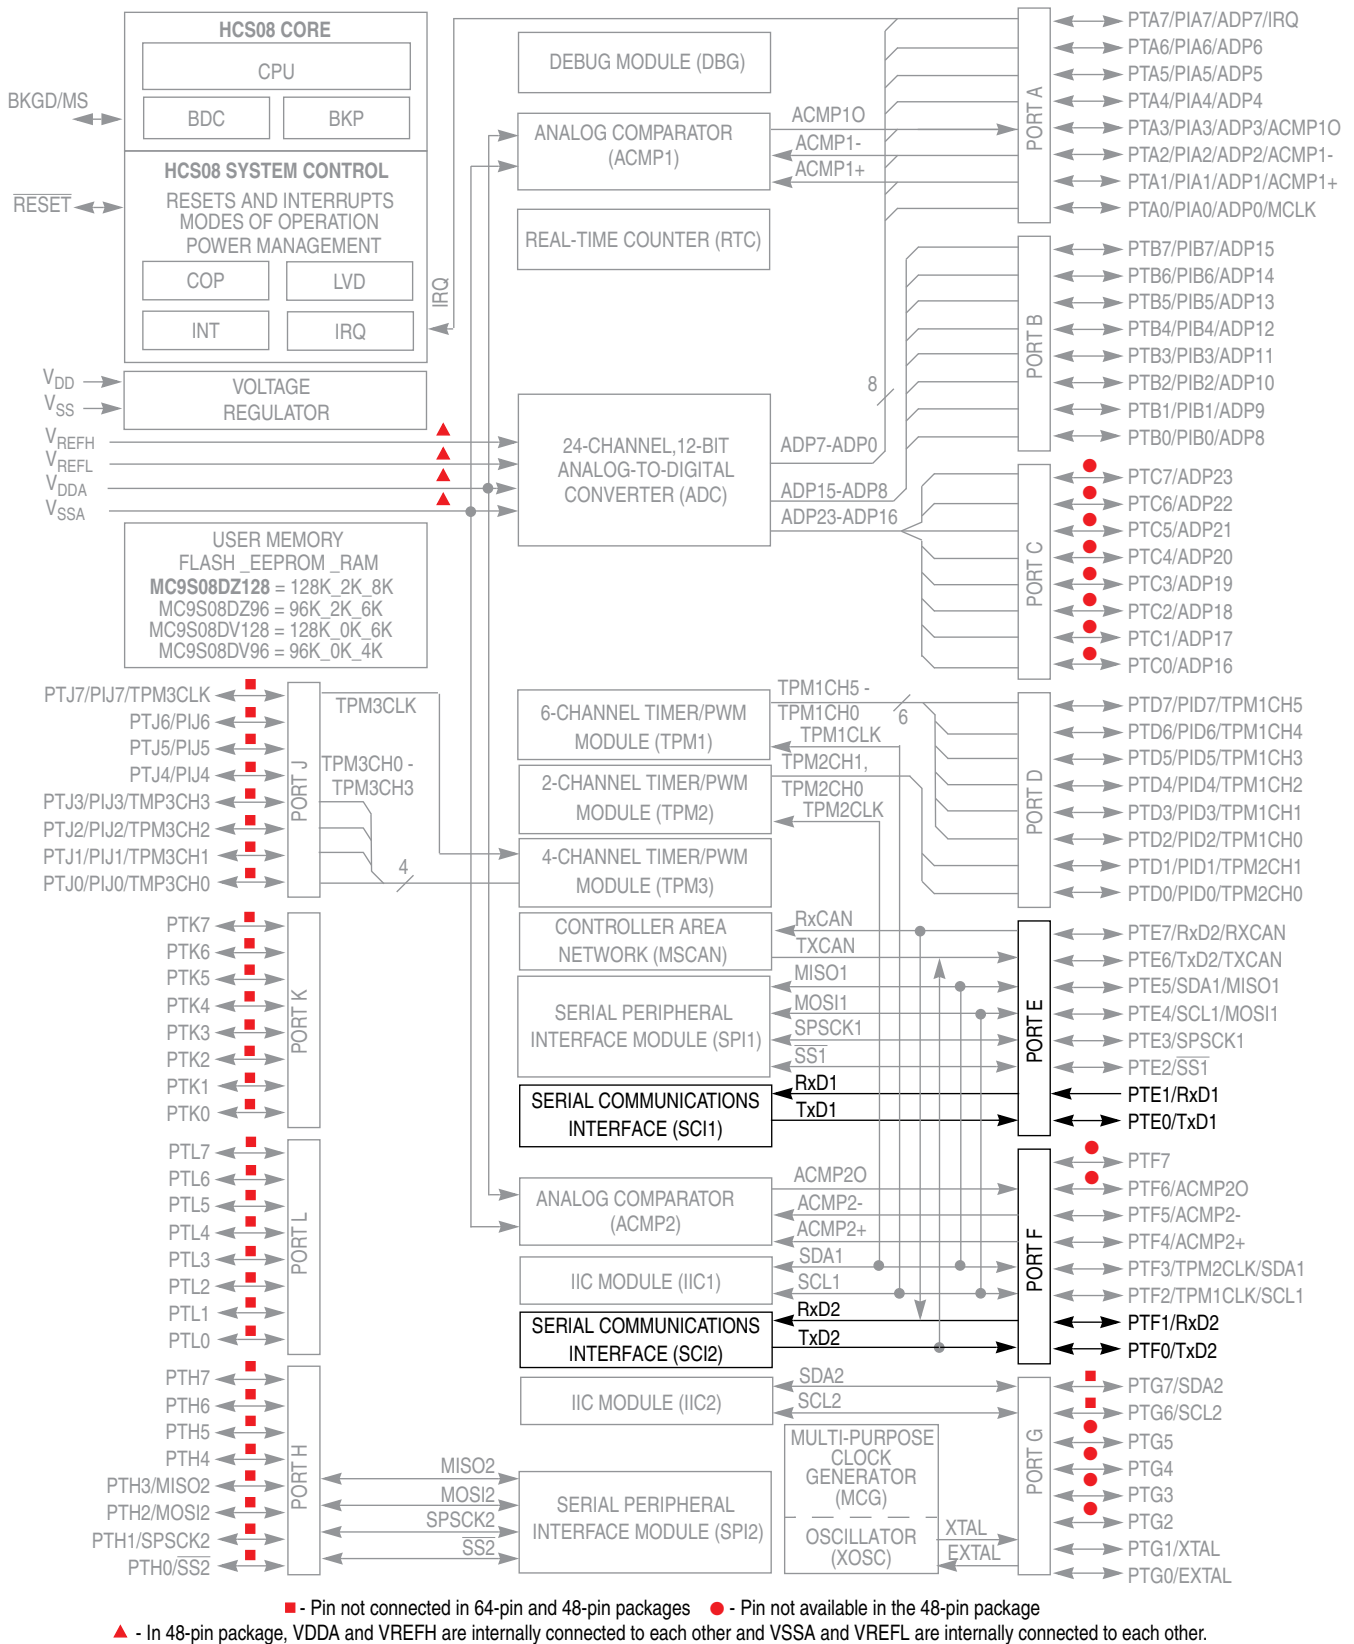 HCS08 CORE
CPU
BDC
BKP
BKGD/MS
HCS08 SYSTEM CONTROL
RESETS AND INTERRUPTS
MODES OF OPERATION
POWER MANAGEMENT
COP
LVD
INT
IRQ
RESET
IRQ
VDD
VSS
VOLTAGE
REGULATOR
VREFH
VREFL
VDDA
VSSA
USER MEMORY
FLASH _EEPROM _RAM
MC9S08DZ128 = 128K_2K_8K
MC9S08DZ96 = 96K_2K_6K
MC9S08DV128 = 128K_0K_6K
MC9S08DV96 = 96K_0K_4K
DEBUG MODULE (DBG)
ANALOG COMPARATOR
(ACMP1)
ACMP1O
ACMP1-
ACMP1+
REAL-TIME COUNTER (RTC)
24-CHANNEL,12-BIT
ANALOG-TO-DIGITAL
CONVERTER (ADC)
8
ADP7-ADP0
ADP15-ADP8
ADP23-ADP16
PORT A
PTA7/PIA7/ADP7/IRQ
PTA6/PIA6/ADP6
PTA5/PIA5/ADP5
PTA4/PIA4/ADP4
PTA3/PIA3/ADP3/ACMP1O
PTA2/PIA2/ADP2/ACMP1-
PTA1/PIA1/ADP1/ACMP1+
PTA0/PIA0/ADP0/MCLK
PORT B
PTB7/PIB7/ADP15
PTB6/PIB6/ADP14
PTB5/PIB5/ADP13
PTB4/PIB4/ADP12
PTB3/PIB3/ADP11
PTB2/PIB2/ADP10
PTB1/PIB1/ADP9
PTB0/PIB0/ADP8
PORT C
PTC7/ADP23
PTC6/ADP22
PTC5/ADP21
PTC4/ADP20
PTC3/ADP19
PTC2/ADP18
PTC1/ADP17
PTC0/ADP16
PTJ7/PIJ7/TPM3CLK
PTJ6/PIJ6
PTJ5/PIJ5
PTJ4/PIJ4
PTJ3/PIJ3/TMP3CH3
PTJ2/PIJ2/TPM3CH2
PTJ1/PIJ1/TPM3CH1
PTJ0/PIJ0/TMP3CH0
PORT J
TPM3CLK
TPM3CH0 -
TPM3CH3
4
6-CHANNEL TIMER/PWM
MODULE (TPM1)
TPM1CH5 -
TPM1CH0
6
TPM1CLK
2-CHANNEL TIMER/PWM
MODULE (TPM2)
TPM2CH1,
TPM2CH0
TPM2CLK
4-CHANNEL TIMER/PWM
MODULE (TPM3)
PORT D
PTD7/PID7/TPM1CH5
PTD6/PID6/TPM1CH4
PTD5/PID5/TPM1CH3
PTD4/PID4/TPM1CH2
PTD3/PID3/TPM1CH1
PTD2/PID2/TPM1CH0
PTD1/PID1/TPM2CH1
PTD0/PID0/TPM2CH0
PTK7
PTK6
PTK5
PTK4
PTK3
PTK2
PTK1
PTK0
PORT K
CONTROLLER AREA
NETWORK (MSCAN)
RxCAN
TXCAN
SERIAL PERIPHERAL
INTERFACE MODULE (SPI1)
MISO1
MOSI1
SPSCK1
SS1
SERIAL COMMUNICATIONS
INTERFACE (SCI1)
RxD1
TxD1
PORT E
PTE7/RxD2/RXCAN
PTE6/TxD2/TXCAN
PTE5/SDA1/MISO1
PTE4/SCL1/MOSI1
PTE3/SPSCK1
PTE2/SS1
PTE1/RxD1
PTE0/TxD1
PTL7
PTL6
PTL5
PTL4
PTL3
PTL2
PTL1
PTL0
PORT L
ANALOG COMPARATOR
(ACMP2)
ACMP2O
ACMP2-
ACMP2+
IIC MODULE (IIC1)
SDA1
SCL1
SERIAL COMMUNICATIONS
INTERFACE (SCI2)
RxD2
TxD2
PORT F
PTF7
PTF6/ACMP2O
PTF5/ACMP2-
PTF4/ACMP2+
PTF3/TPM2CLK/SDA1
PTF2/TPM1CLK/SCL1
PTF1/RxD2
PTF0/TxD2
PTH7
PTH6
PTH5
PTH4
PTH3/MISO2
PTH2/MOSI2
PTH1/SPSCK2
PTH0/SS2
PORT H
MISO2
MOSI2
SPSCK2
SS2
IIC MODULE (IIC2)
SDA2
SCL2
SERIAL PERIPHERAL
INTERFACE MODULE (SPI2)
MULTI-PURPOSE
CLOCK
GENERATOR
(MCG)
OSCILLATOR
(XOSC)
XTAL
EXTAL
PORT G
PTG7/SDA2
PTG6/SCL2
PTG5
PTG4
PTG3
PTG2
PTG1/XTAL
PTG0/EXTAL
- Pin not connected in 64-pin and 48-pin packages
- Pin not available in the 48-pin package
- In 48-pin package, VDDA and VREFH are internally connected to each other and VSSA and VREFL are internally connected to each other.